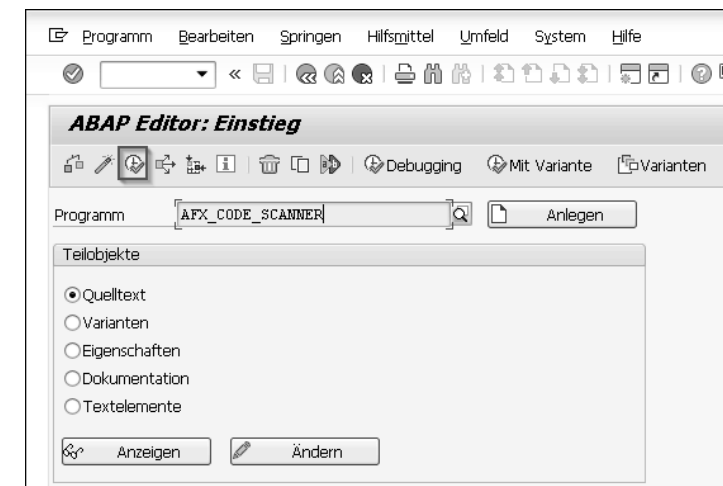 Programm Bearbeiten Springen Hilfsmittel Umfeld System Hilfe
ABAP Editor: Einstieg
Debugging Mit Variante Varianten
Programm AFX_CODE_SCANNER Anlegen
Teilobjekte
Quelltext
Varianten
Eigenschaften
Dokumentation
Textelemente
Anzeigen Ändern